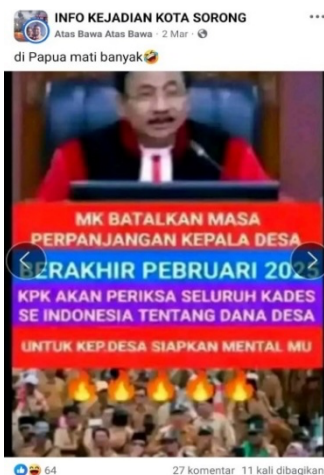 INFO KEJADIAN KOTA SORONG
Atas Bawa Atas Bawa · 2 Mar ·
di Papua mati banyak🤣
MK BATALKAN MASA
PERPANJANGAN KEPALA DESA
BERAKHIR PEBRUARI 2025
KPK AKAN PERIKSA SELURUH KADES
SE INDONESIA TENTANG DANA DESA
UNTUK KEP.DESA SIAPKAN MENTAL MU
🔥🔥🔥🔥🔥
64 27 komentar 11 kali dibagikan